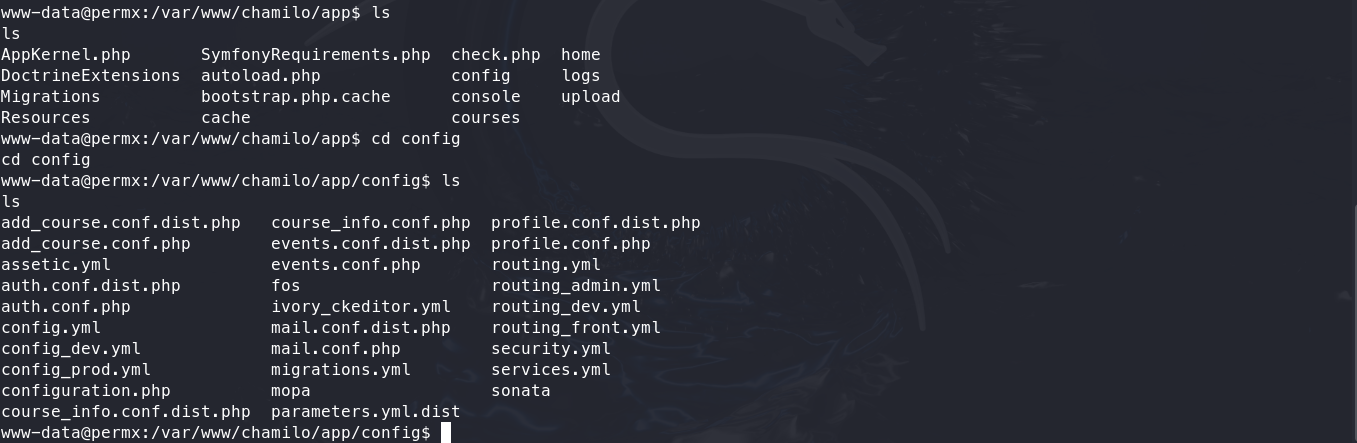 www-data@permx:/var/www/chamilo/app$ ls
ls
AppKernel.php       SymfonyRequirements.php  check.php  home
DoctrineExtensions  autoload.php             config     logs
Migrations          bootstrap.php.cache      console    upload
Resources           cache                    courses
www-data@permx:/var/www/chamilo/app$ cd config
cd config
www-data@permx:/var/www/chamilo/app/config$ ls
ls
add_course.conf.dist.php   course_info.conf.php  profile.conf.dist.php
add_course.conf.php        events.conf.dist.php  profile.conf.php
assetic.yml                events.conf.php       routing.yml
auth.conf.dist.php         fos                   routing_admin.yml
auth.conf.php              ivory_ckeditor.yml    routing_dev.yml
config.yml                 mail.conf.dist.php    routing_front.yml
config_dev.yml             mail.conf.php         security.yml
config_prod.yml            migrations.yml        services.yml
configuration.php          mopa                  sonata
course_info.conf.dist.php  parameters.yml.dist
www-data@permx:/var/www/chamilo/app/config$